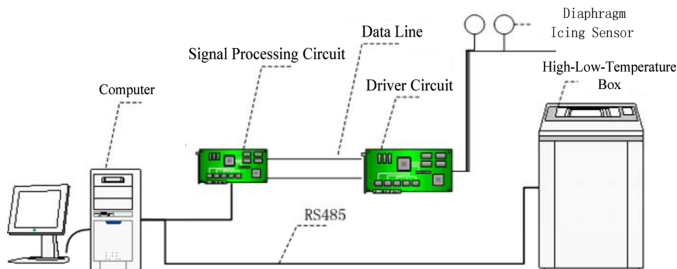 Diaphragm
Icing Sensor
Data Line
Signal Processing Circuit
High-Low-Temperature
Box
Driver Circuit
Computer
RS485